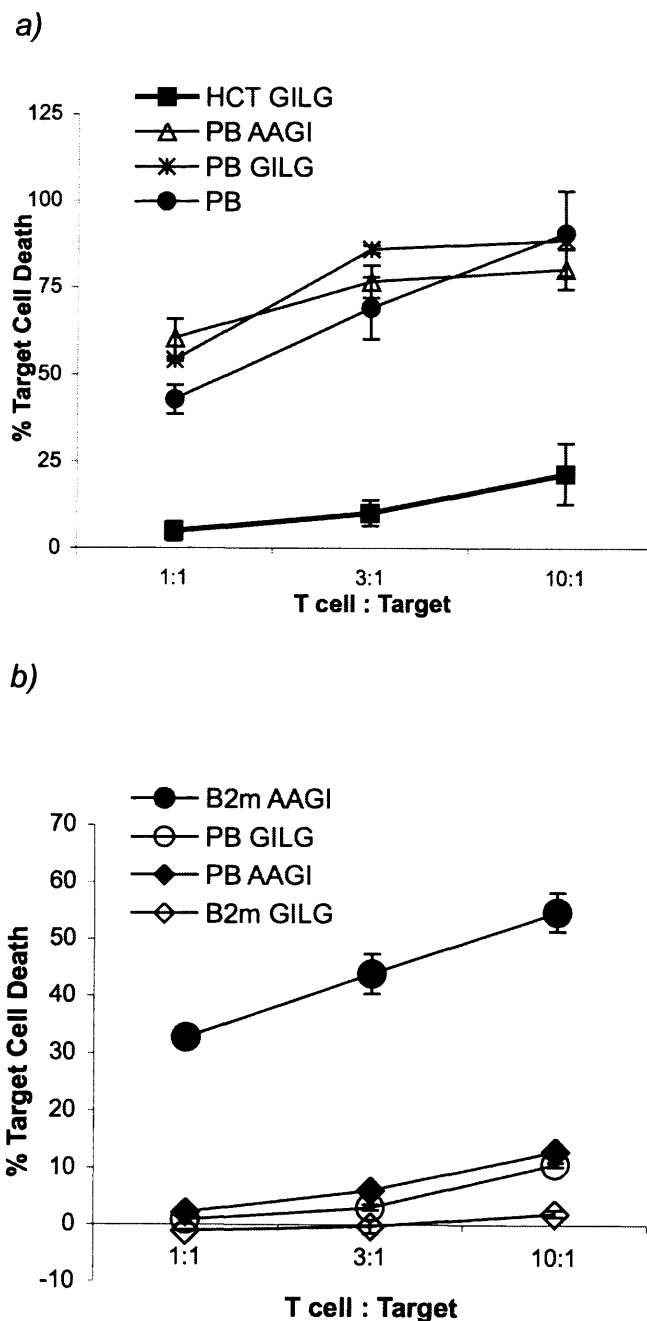 a)
HCT GILG
PB AAGI
PB GILG
PB
125
100
75
50
25
0
% Target Cell Death
1:1 3:1 10:1
T cell : Target
b)
B2m AAGI
PB GILG
PB AAGI
B2m GILG
70
60
50
40
30
20
10
0
-10
% Target Cell Death
1:1 3:1 10:1
T cell : Target